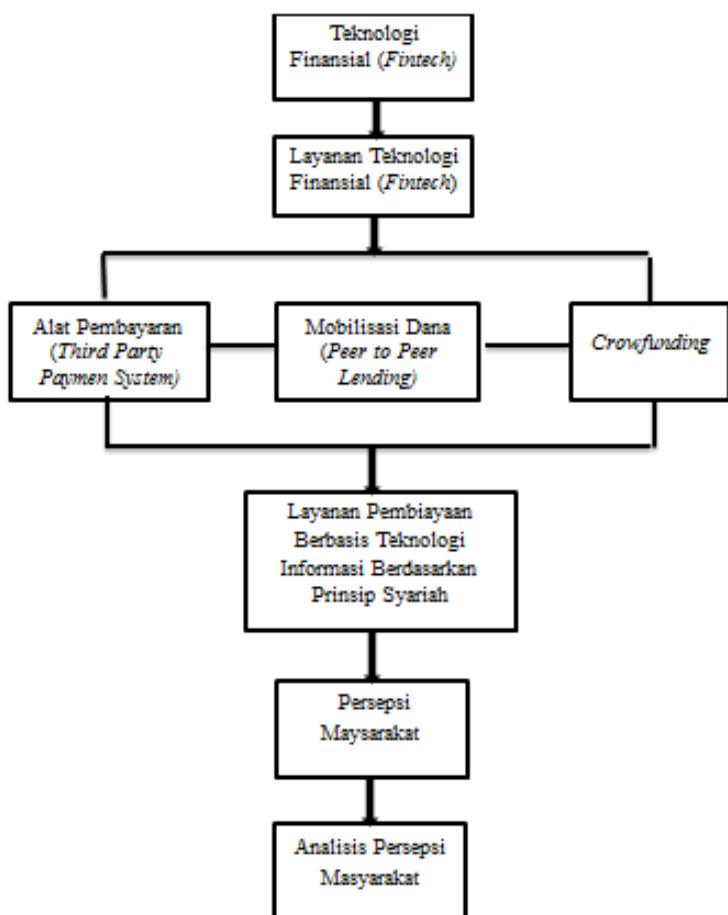 Teknologi
Finansial (Fintech)
Layanan Teknologi
Finansial (Fintech)
Alat Pembayaran
(Third Party
Paymen System)
Mobilisasi Dana
(Peer to Peer
Lending)
Crowfunding
Layanan Pembiayaan
Berbasis Teknologi
Informasi Berdasarkan
Prinsip Syariah
Persepsi
Maysarakat
Analisis Persepsi
Masyarakat